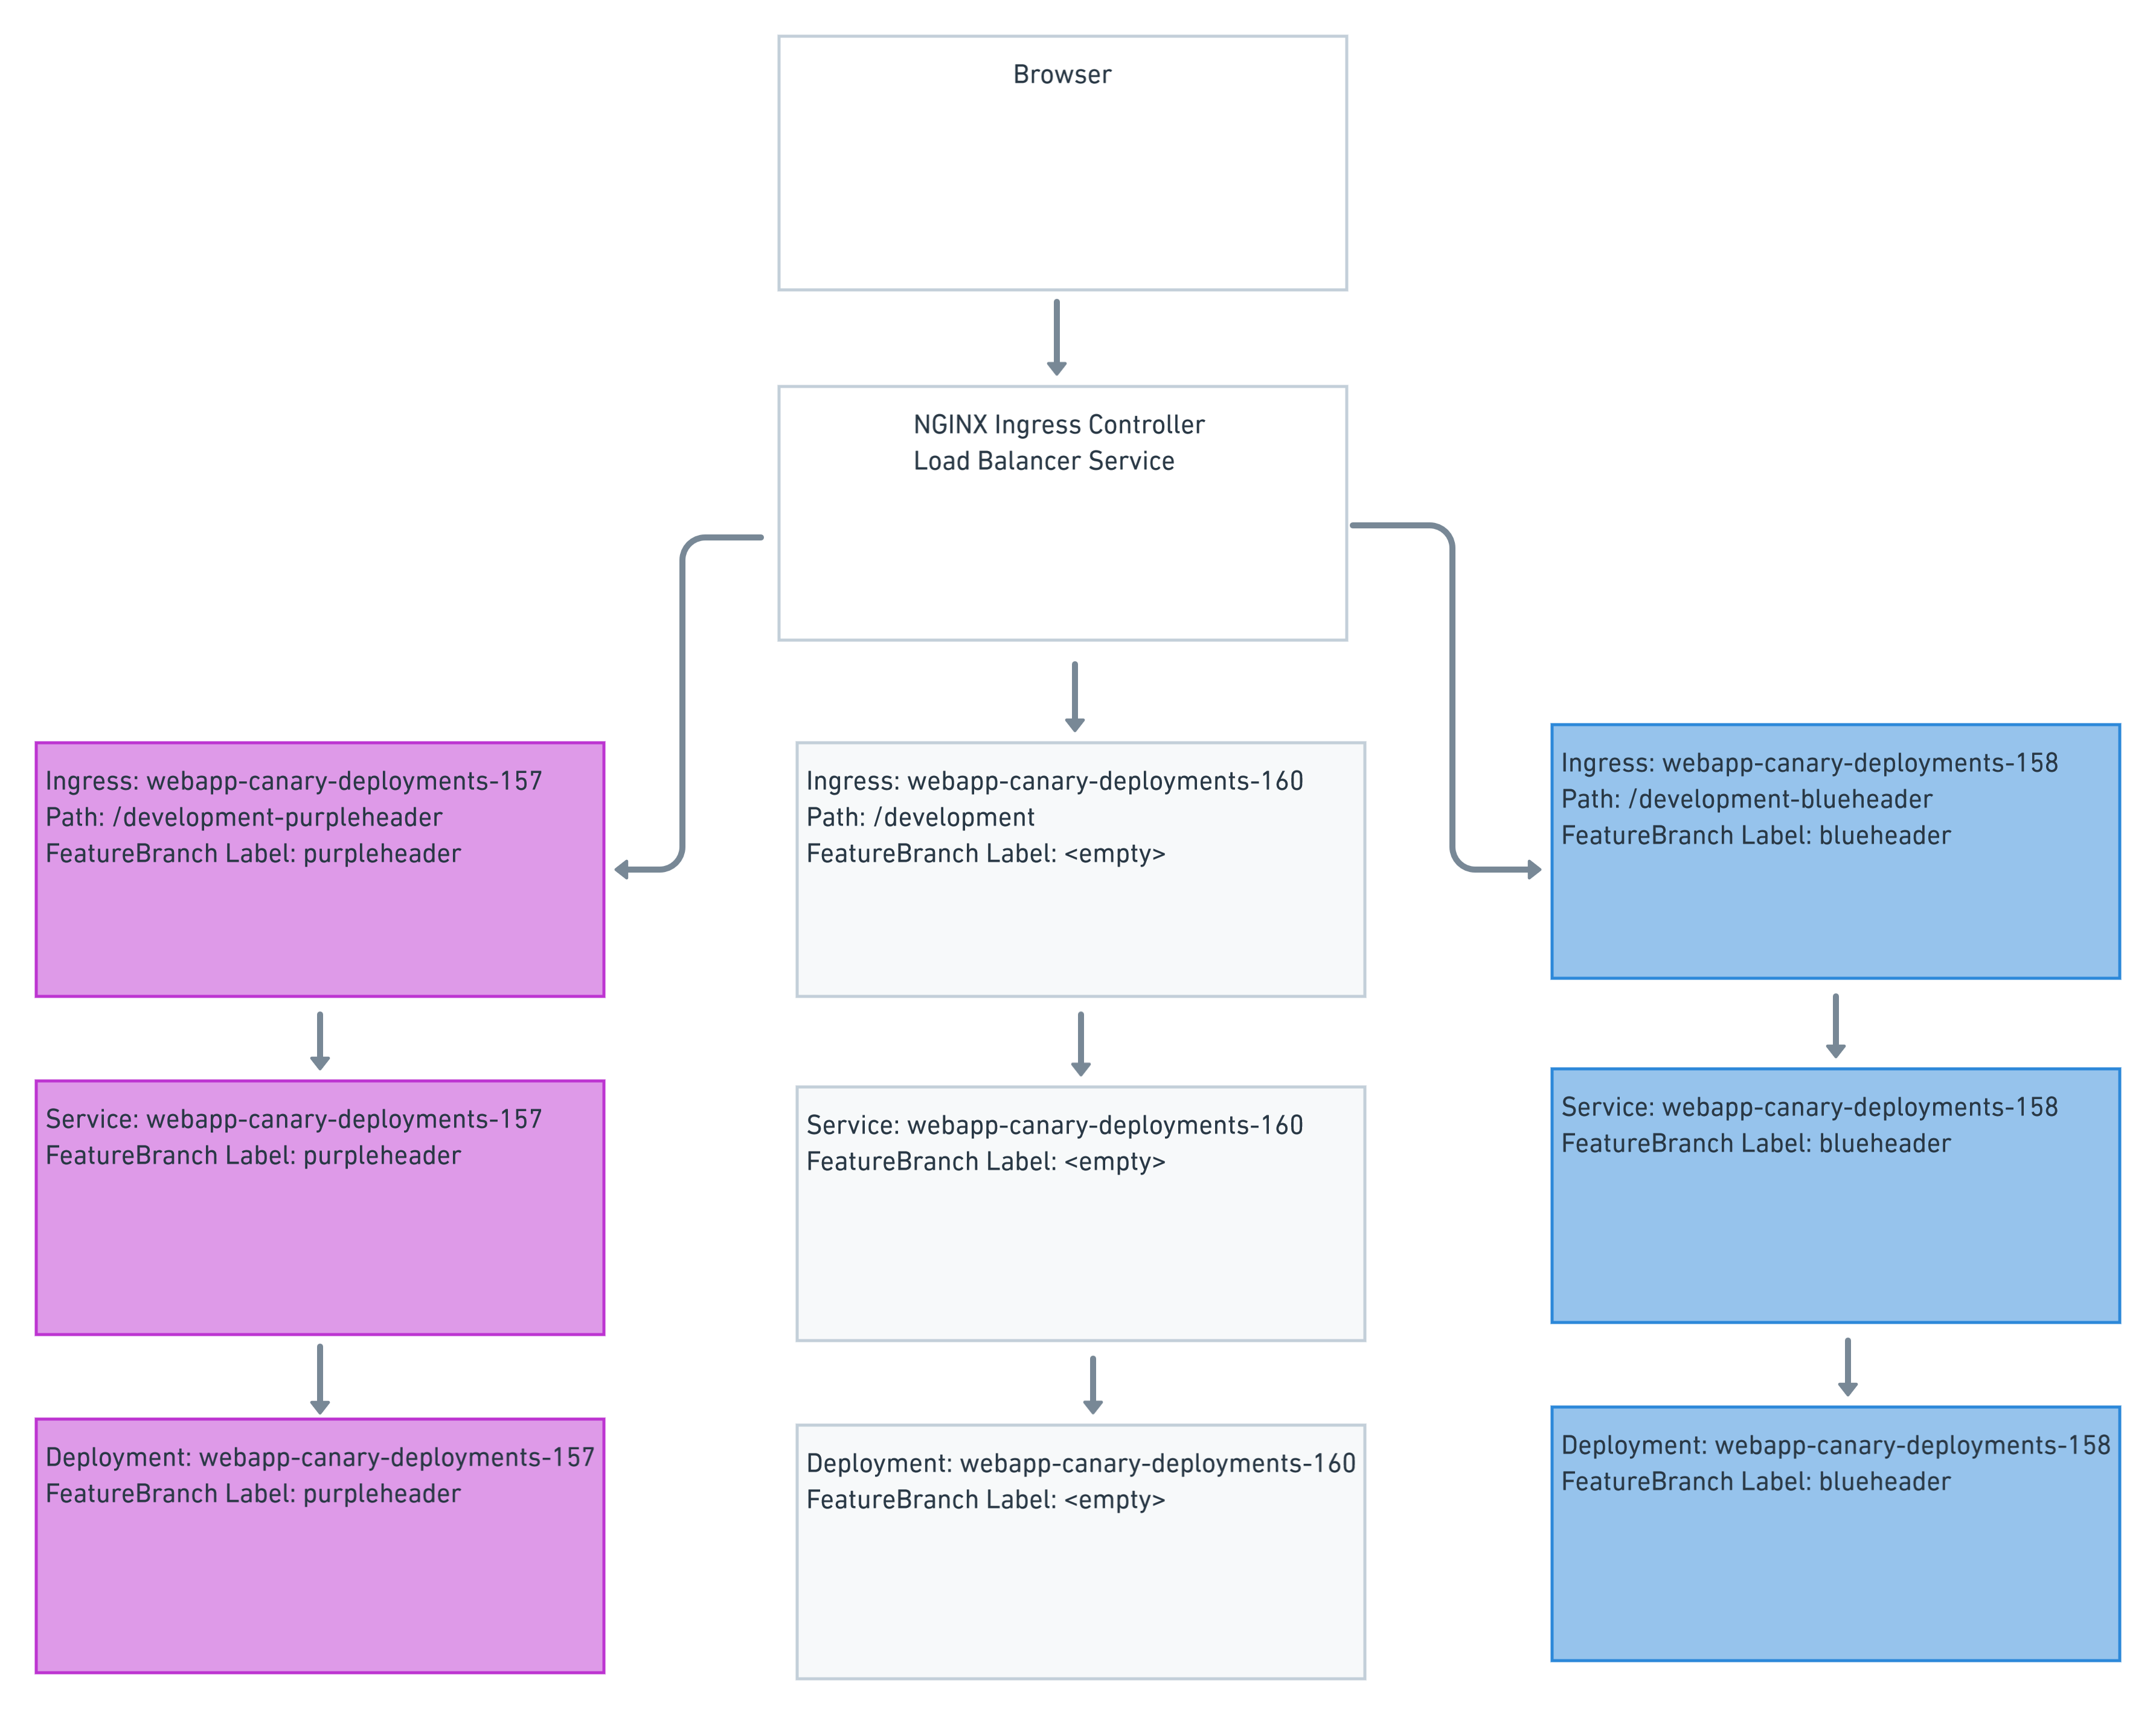 Browser
NGINX Ingress Controller
Load Balancer Service
Ingress: webapp-canary-deployments-157
Path: /development-purpleheader
FeatureBranch Label: purpleheader
Ingress: webapp-canary-deployments-160
Path: /development
FeatureBranch Label: <empty>
Ingress: webapp-canary-deployments-158
Path: /development-blueheader
FeatureBranch Label: blueheader
Service: webapp-canary-deployments-157
FeatureBranch Label: purpleheader
Service: webapp-canary-deployments-160
FeatureBranch Label: <empty>
Service: webapp-canary-deployments-158
FeatureBranch Label: blueheader
Deployment: webapp-canary-deployments-157
FeatureBranch Label: purpleheader
Deployment: webapp-canary-deployments-160
FeatureBranch Label: <empty>
Deployment: webapp-canary-deployments-158
FeatureBranch Label: blueheader